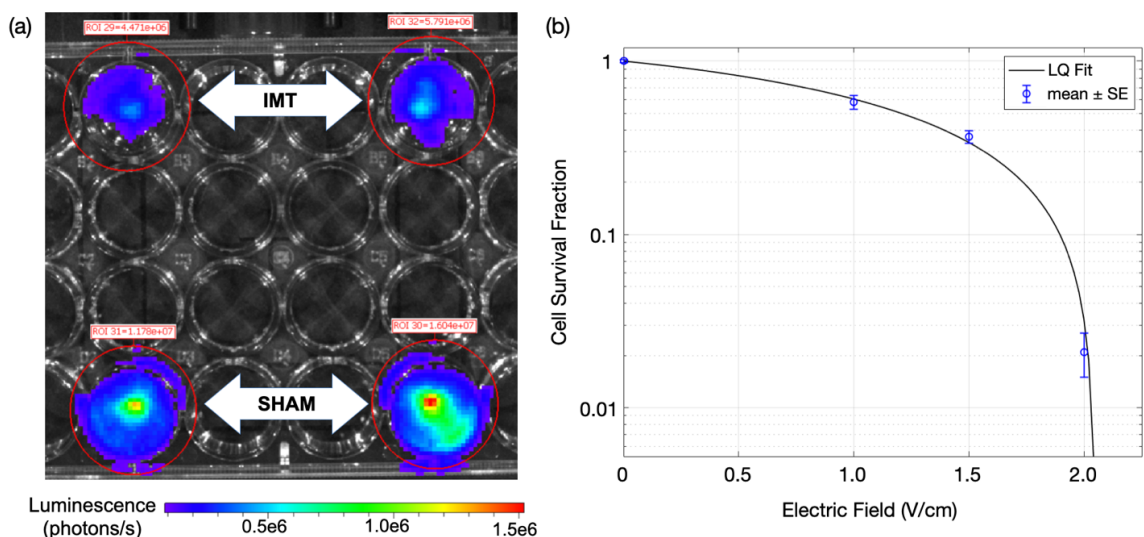 (a)
ROI 29=4.471e+06
ROI 32=5.791e+06
IMT
ROI 31=1.178e+07
ROI 30=1.604e+07
SHAM
Luminescence
(photons/s)
0.5e6
1.0e6
1.5e6
(b)
LQ Fit
mean ± SE
Cell Survival Fraction
1
0.1
0.01
0
0.5
1.0
1.5
2.0
Electric Field (V/cm)